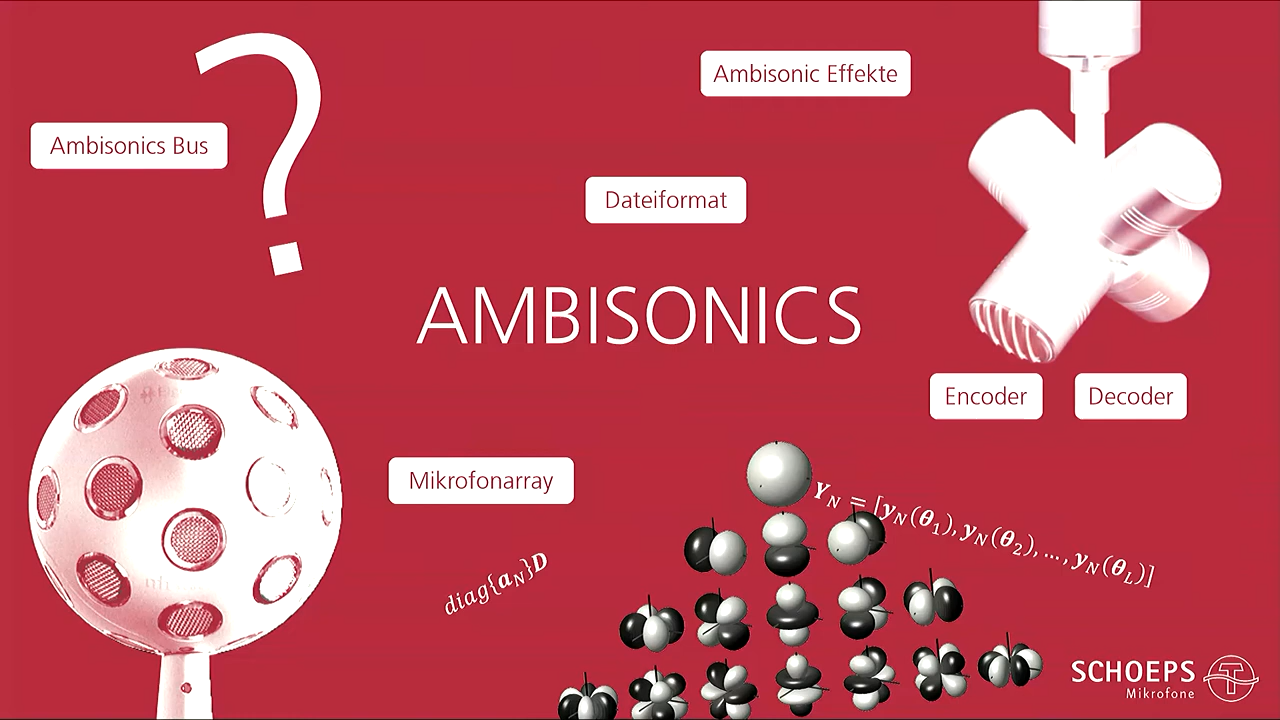 Ambisonic Effekte
Ambisonics Bus
?
Dateiformat
AMBISONICS
Encoder
Decoder
Mikrofonarray
Y_N = [y_N(θ_1), y_N(θ_2), ..., y_N(θ_L)]
diag{a_N}D
SCHOEPS
Mikrofone